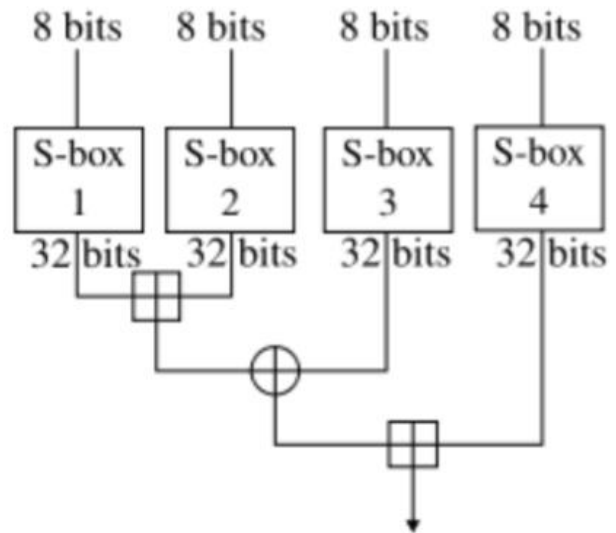 8 bits 8 bits 8 bits 8 bits
S-box S-box S-box S-box
1 2 3 4
32 bits 32 bits 32 bits 32 bits